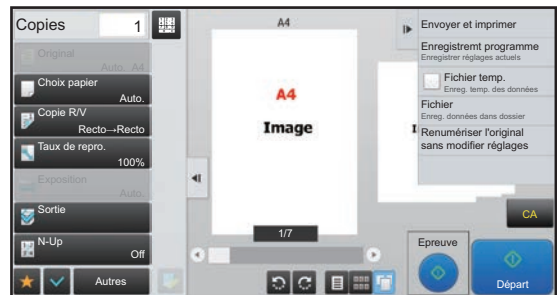 Copies 1
Original
Auto. A4
Choix papier
Auto.
Copie R/V
Recto→Recto
Taux de repro.
100%
Exposition
Auto.
Sortie
N-Up
Off
Autres
A4
A4
Image
I
1/7
Envoyer et imprimer
Enregistremt programme
Enregistrer réglages actuels
Fichier temp.
Enreg. temp. des données
Fichier
Enreg. données dans dossier
Renumériser l'original
sans modifier réglages
CA
Epreuve
Départ